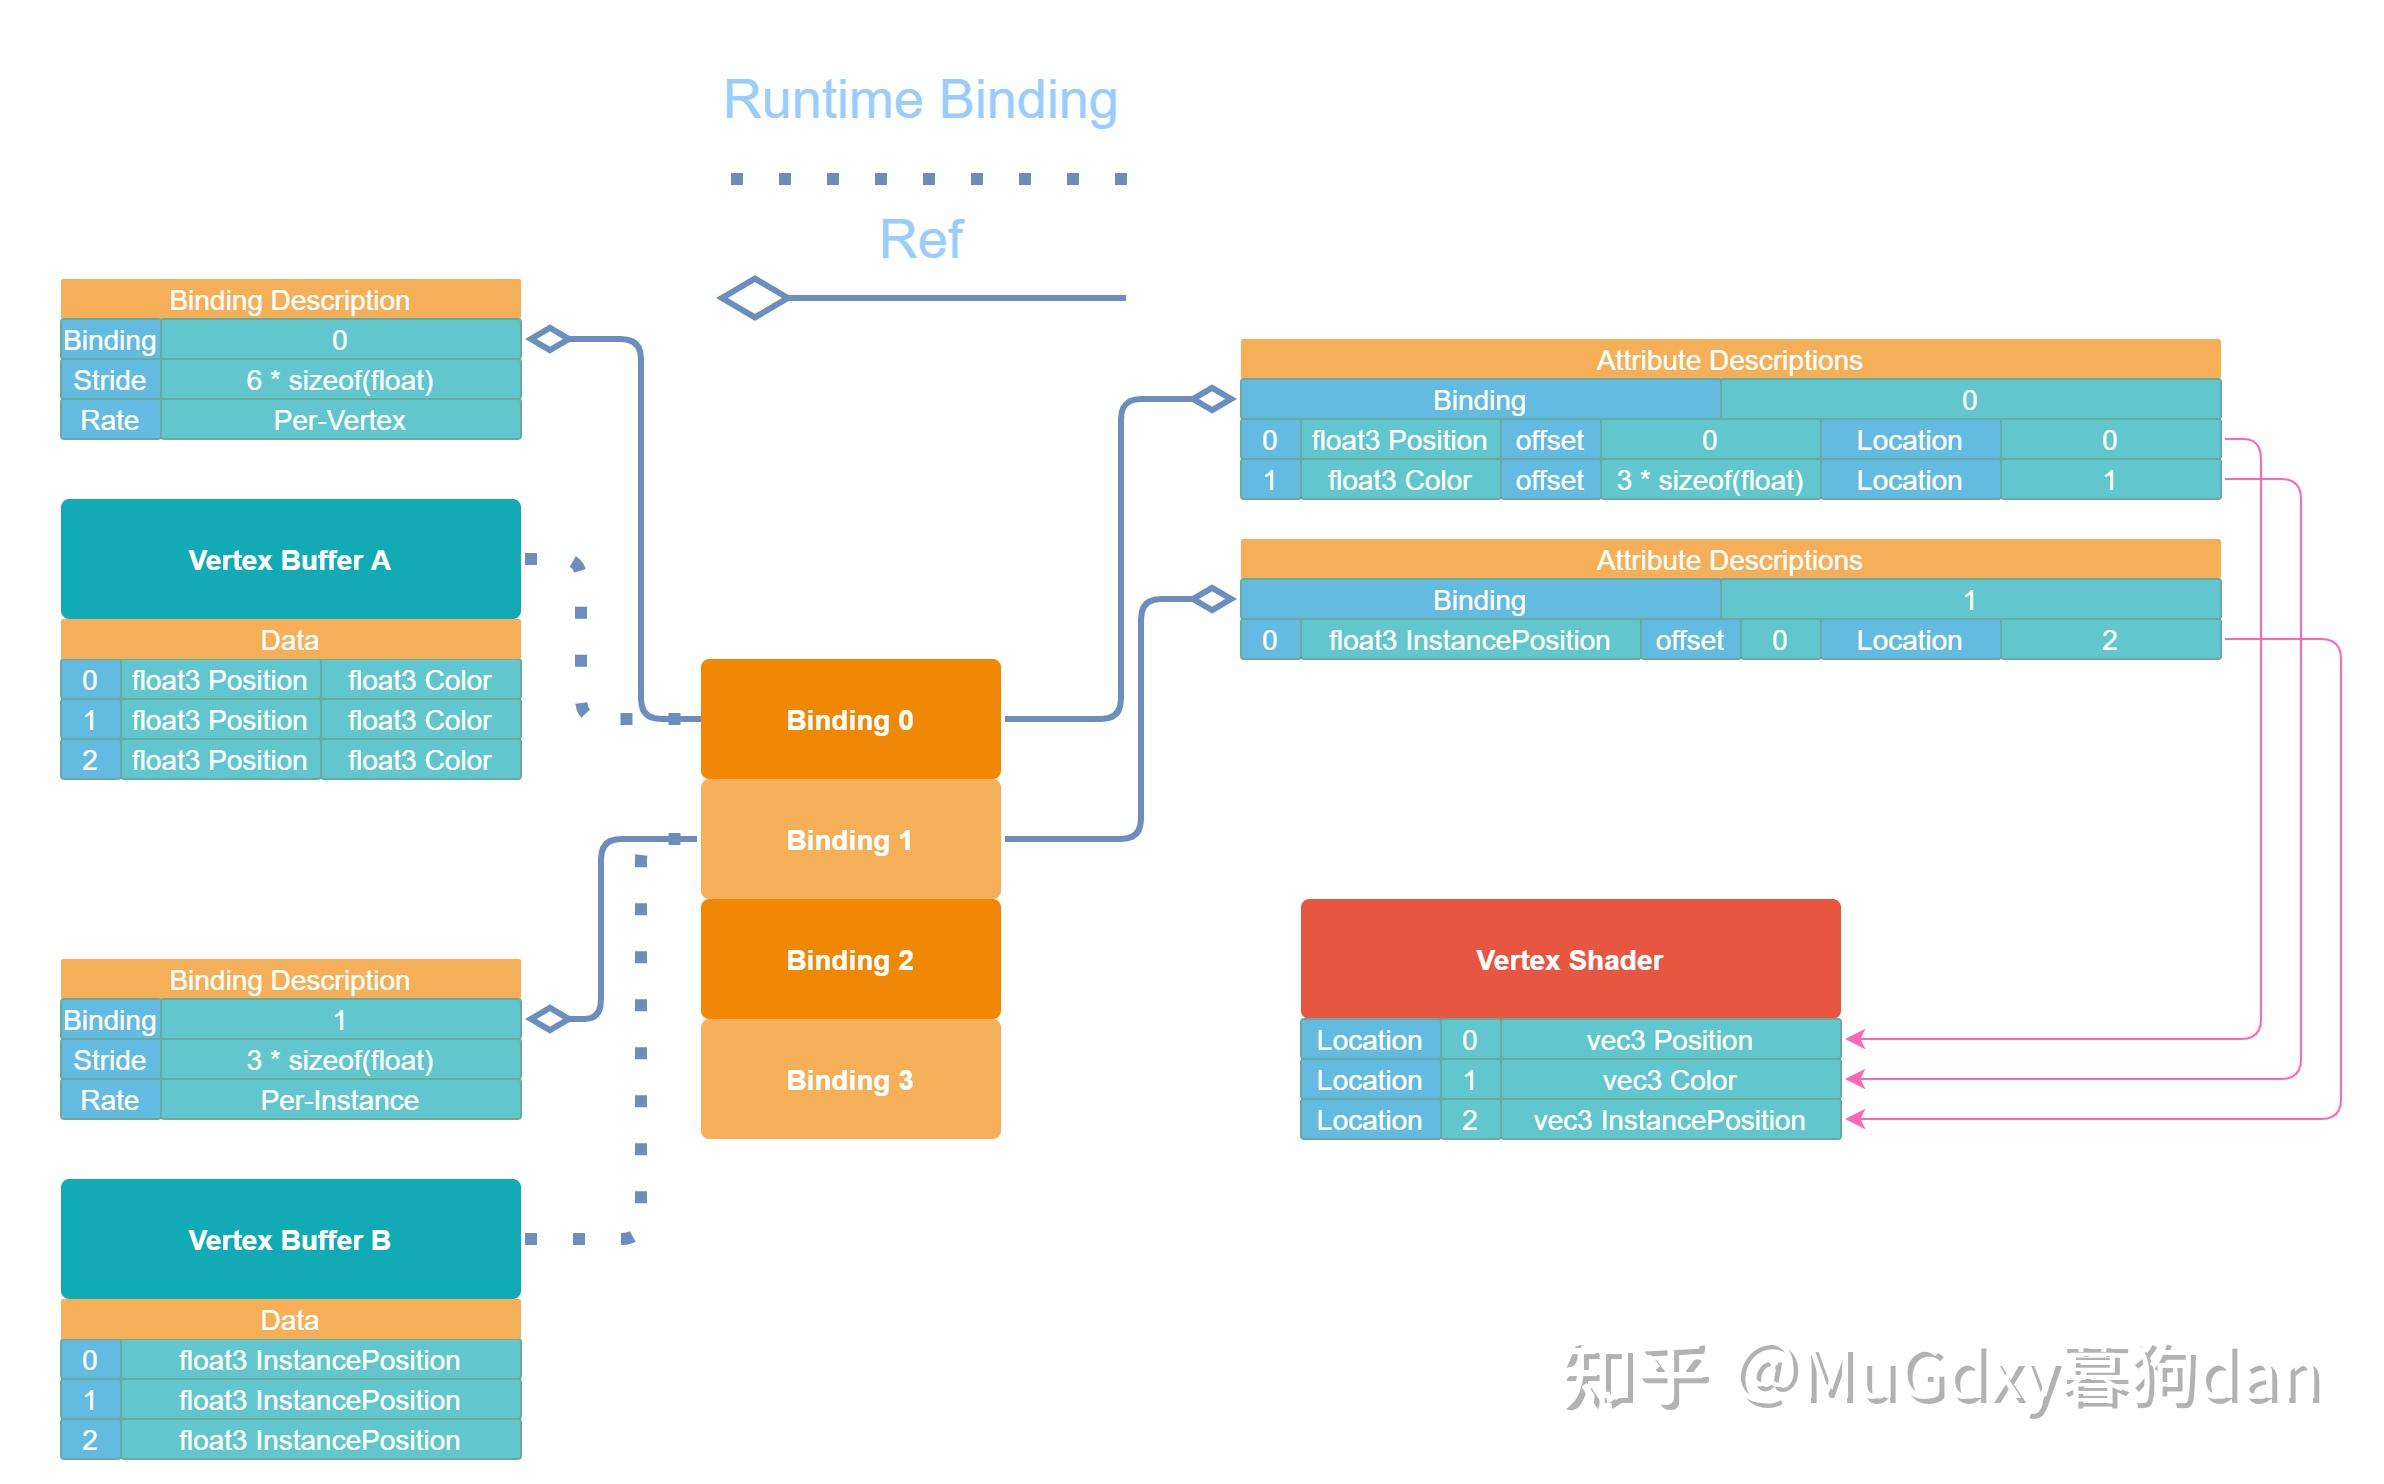 Runtime Binding
Ref
Binding Description
Binding 0
Stride 6 * sizeof(float)
Rate Per-Vertex
Vertex Buffer A
Data
0 float3 Position float3 Color
1 float3 Position float3 Color
2 float3 Position float3 Color
Binding Description
Binding 1
Stride 3 * sizeof(float)
Rate Per-Instance
Vertex Buffer B
Data
0 float3 InstancePosition
1 float3 InstancePosition
2 float3 InstancePosition
Binding 0
Binding 1
Binding 2
Binding 3
Attribute Descriptions
Binding 0
0 float3 Position offset 0 Location 0
1 float3 Color offset 3 * sizeof(float) Location 1
Attribute Descriptions
Binding 1
0 float3 InstancePosition offset 0 Location 2
Vertex Shader
Location 0 vec3 Position
Location 1 vec3 Color
Location 2 vec3 InstancePosition
知乎 @MuGdxy暮狗dan